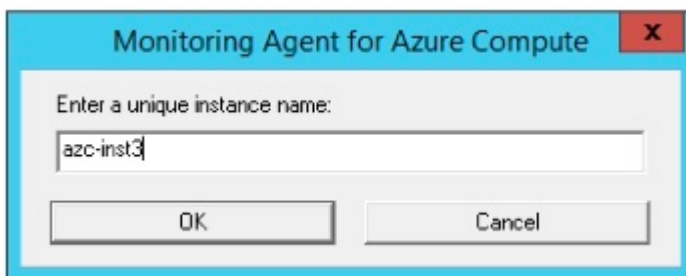 Monitoring Agent for Azure Compute
x
Enter a unique instance name:
azc-inst3
OK
Cancel